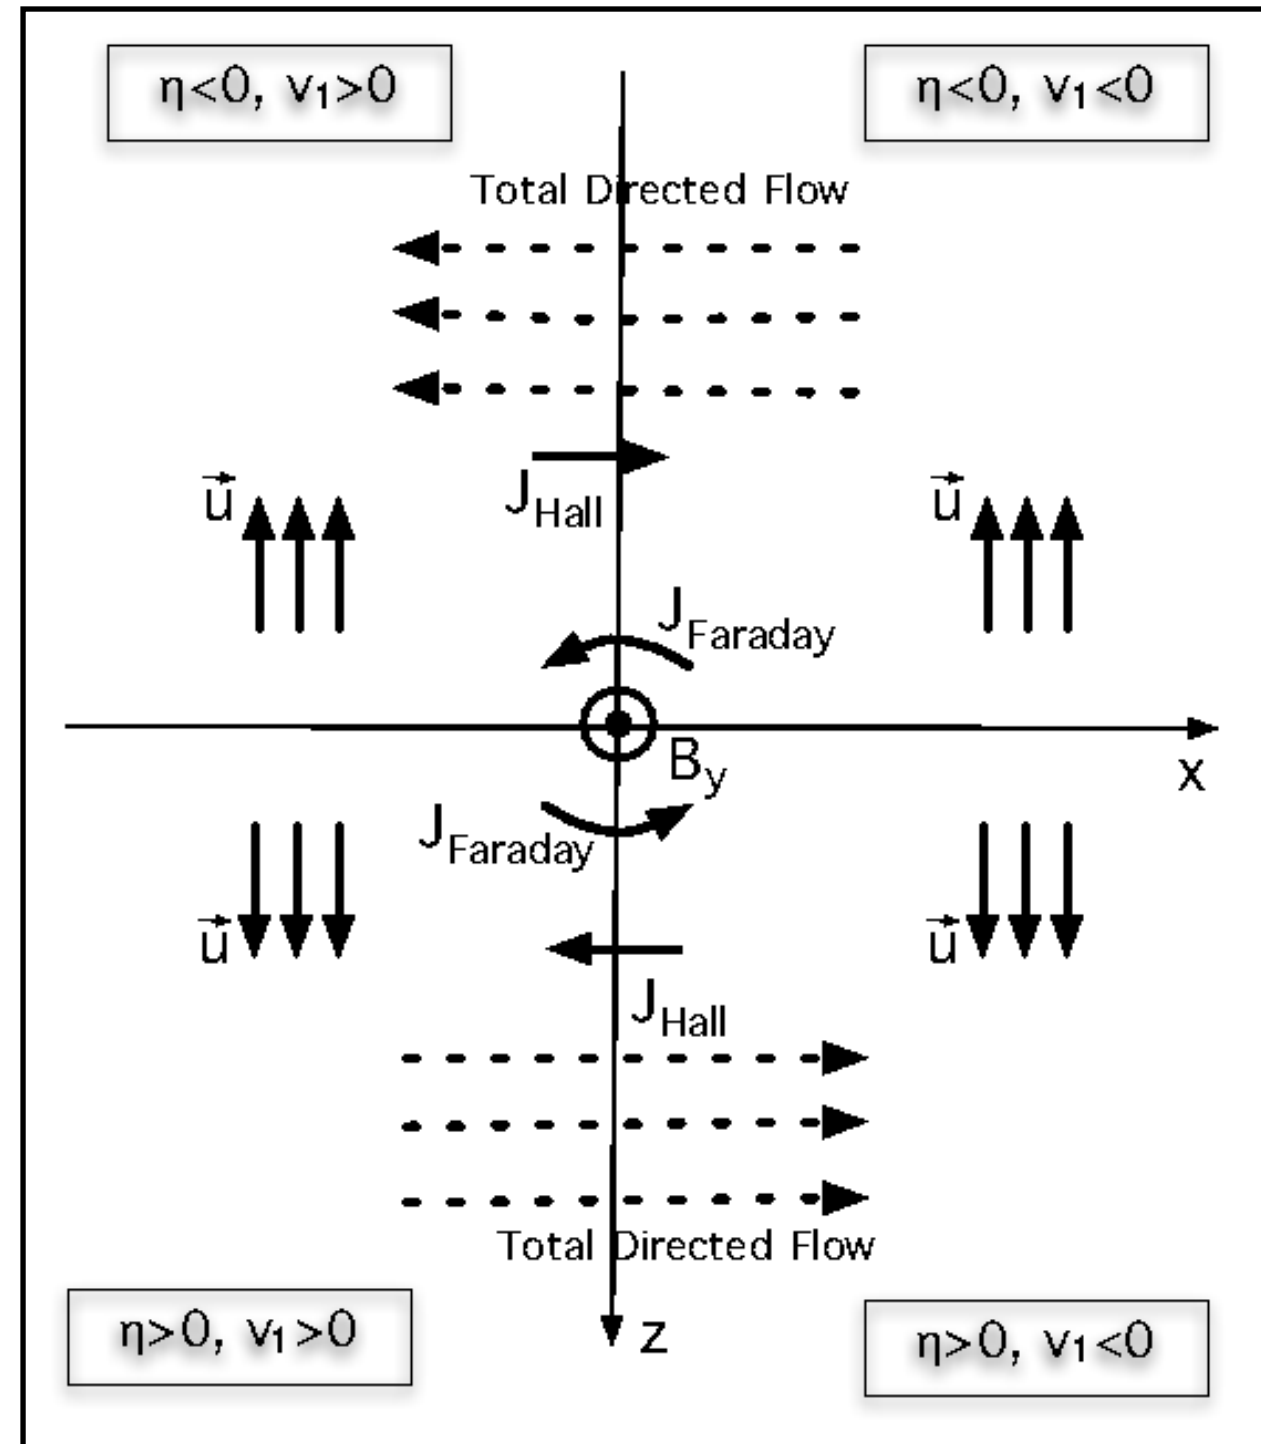 η<0, v₁>0
η<0, v₁<0
Total Directed Flow
J_Hall
u⃗
u⃗
J_Faraday
B_y
x
J_Faraday
u⃗
u⃗
J_Hall
Total Directed Flow
η>0, v₁>0
z
η>0, v₁<0